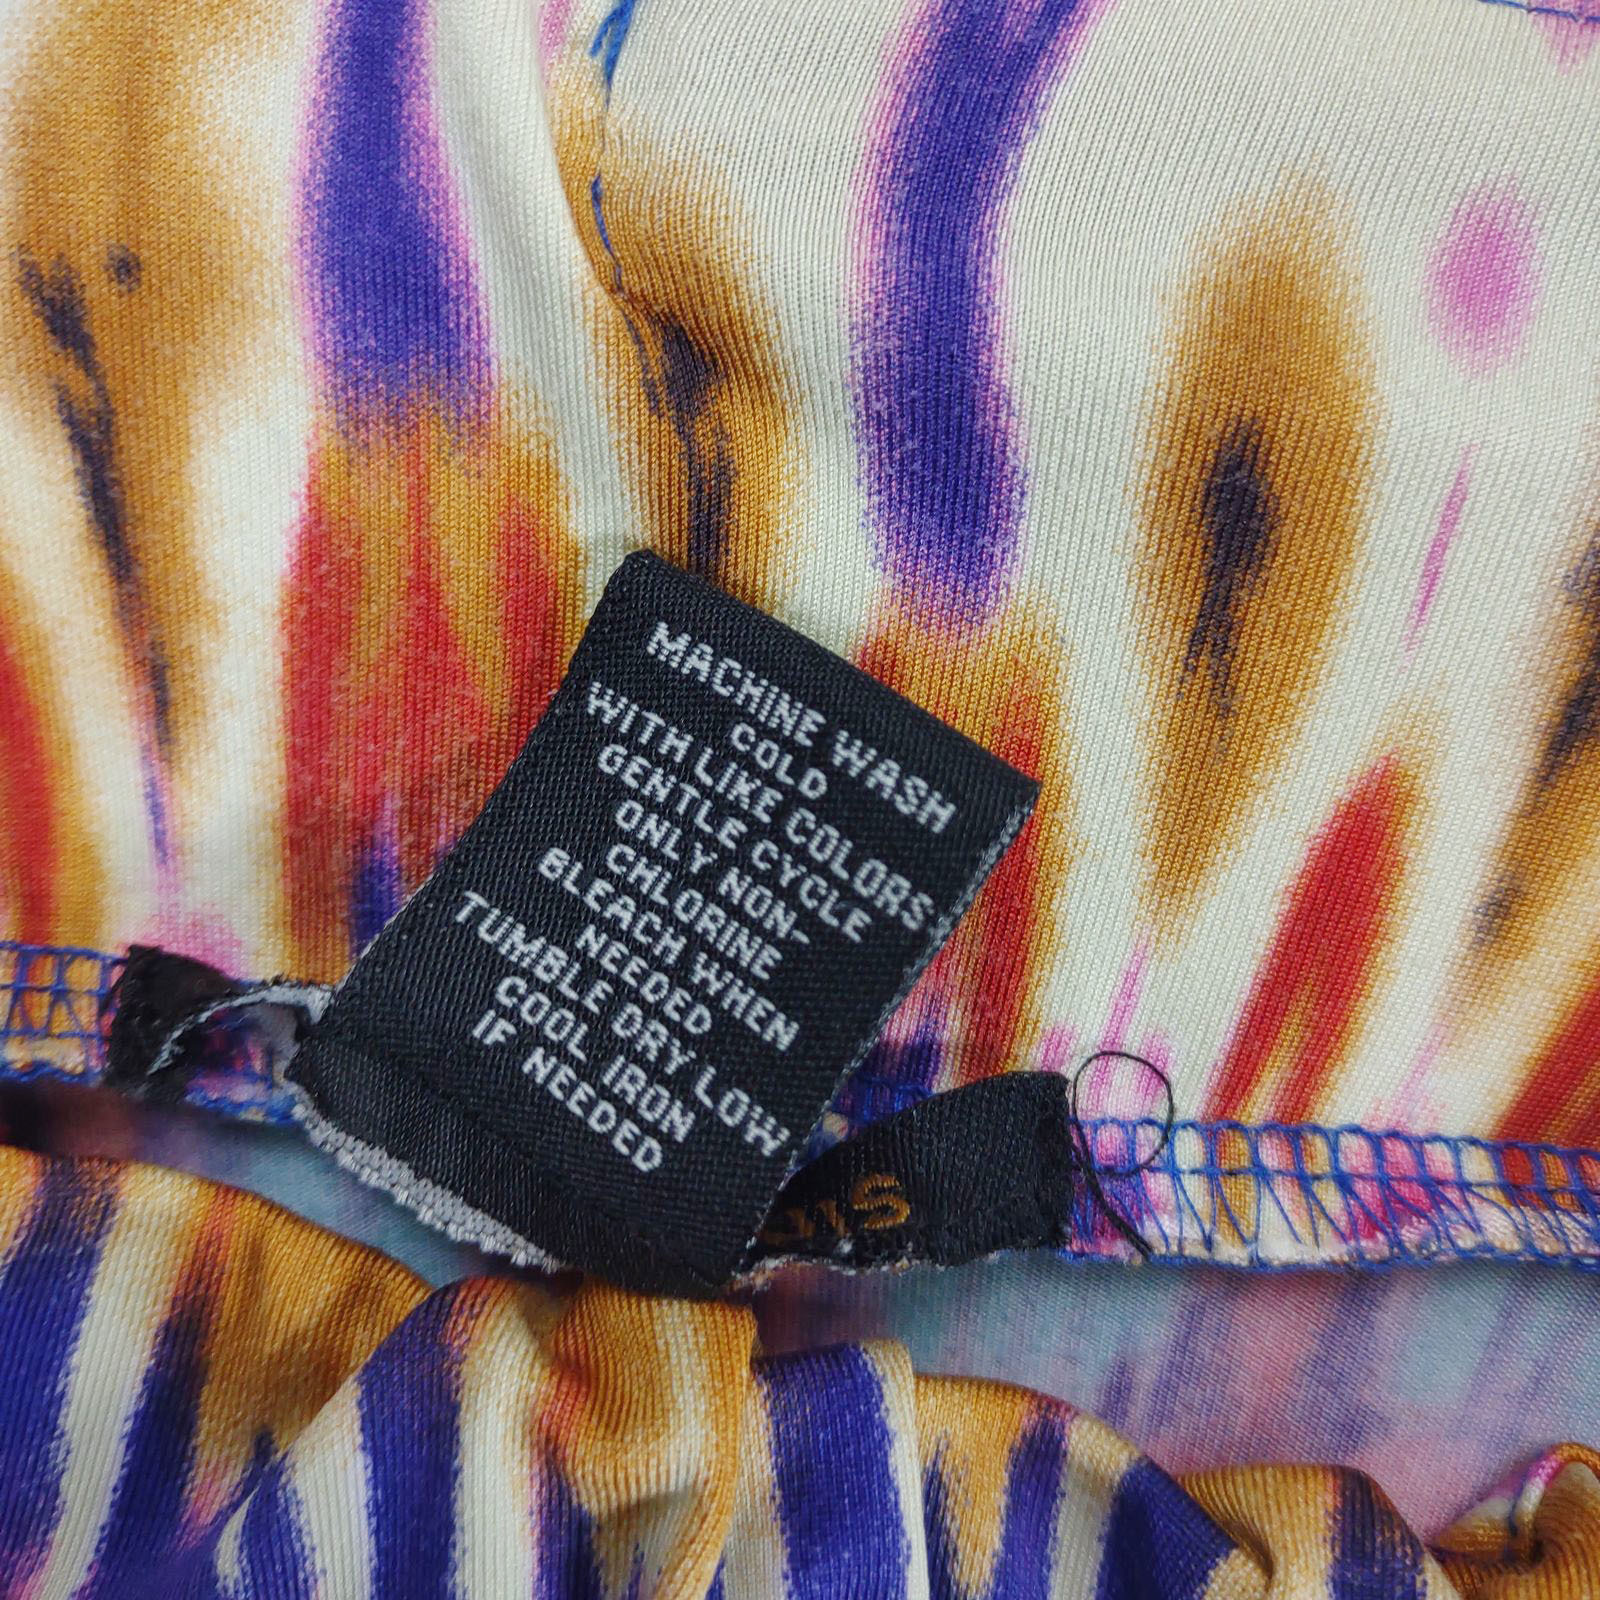 MACHINE WASH
COLD
WITH LIKE COLORS
GENTLE CYCLE
ONLY NON-
CHLORINE
BLEACH WHEN
NEEDED
TUMBLE DRY LOW
COOL IRON
IF NEEDED